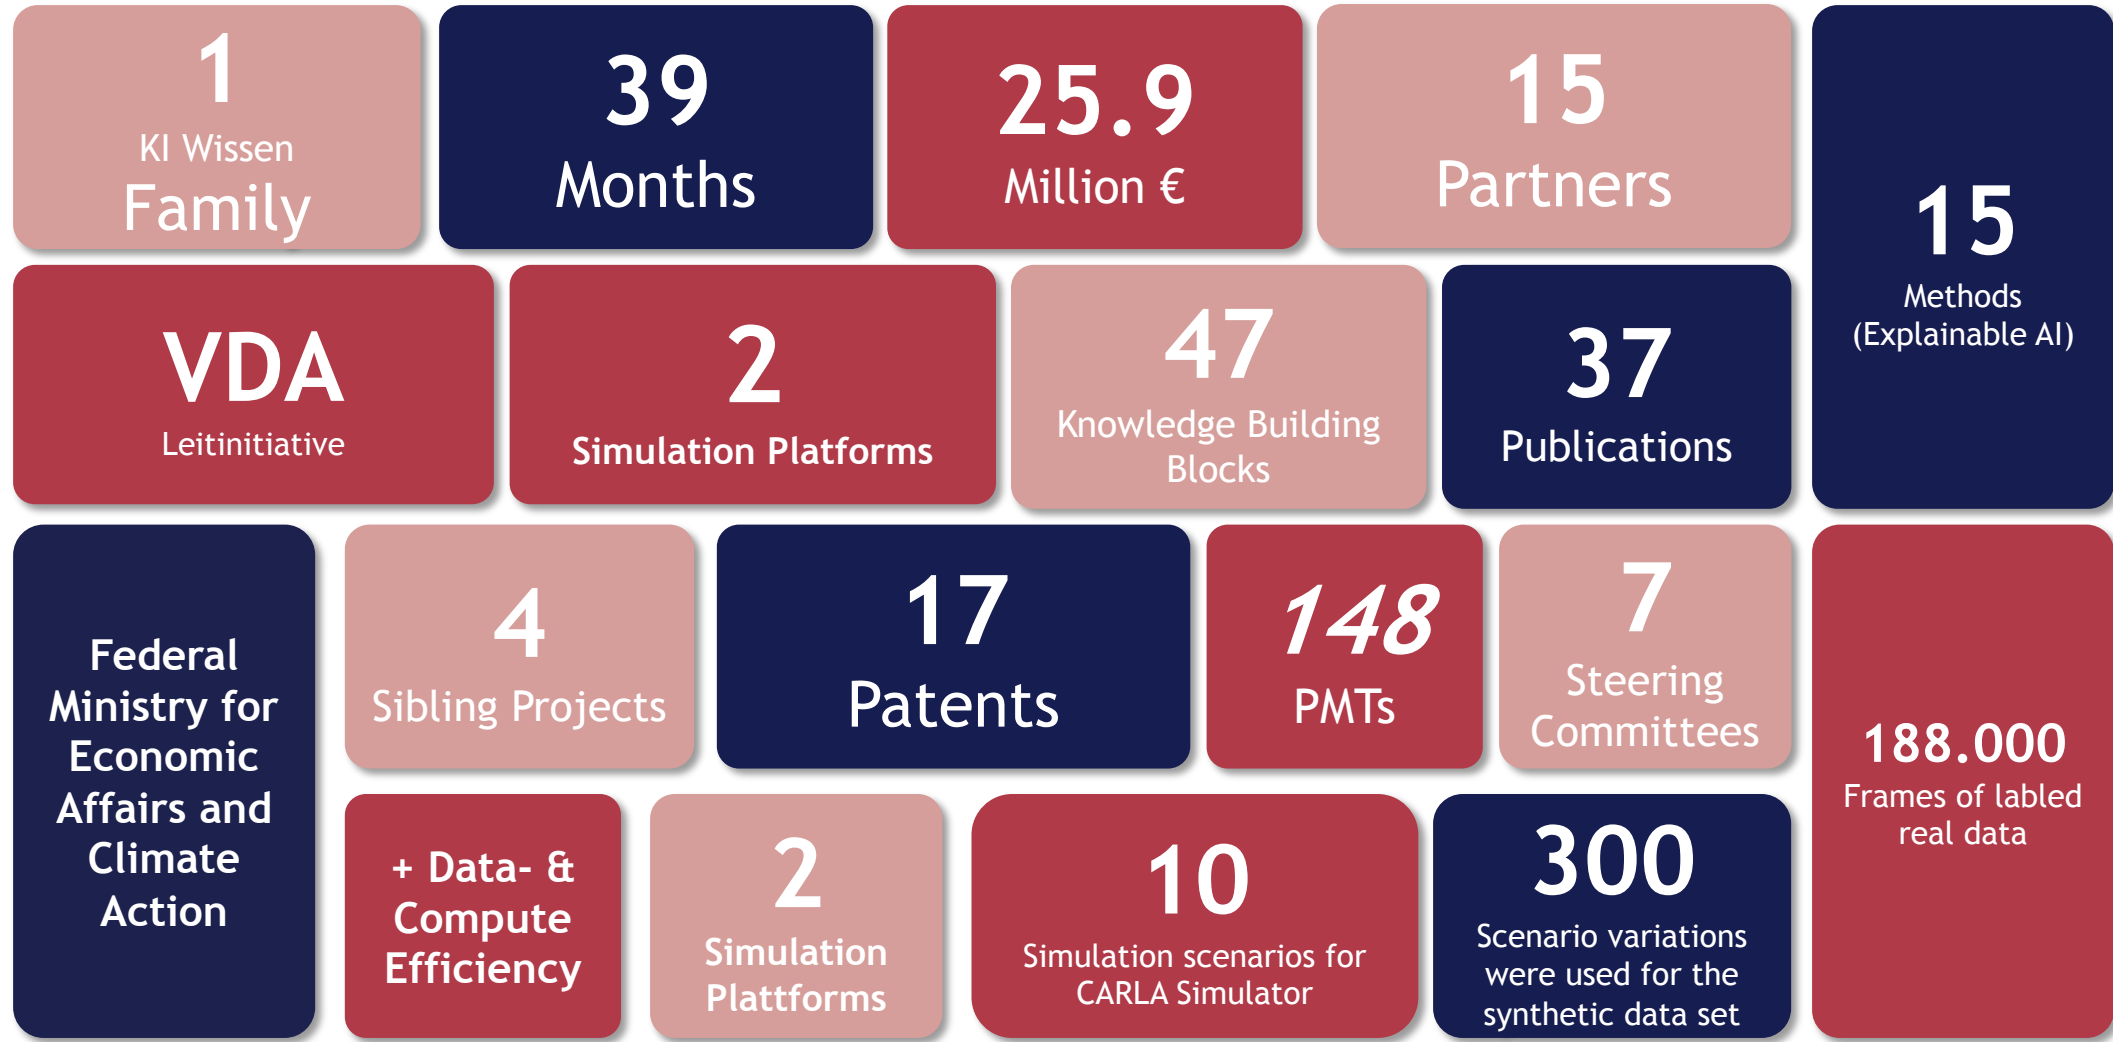 1
KI Wissen
Family
39
Months
25.9
Million €
15
Partners
15
Methods
(Explainable AI)
VDA
Leitinitiative
2
Simulation Platforms
47
Knowledge Building
Blocks
37
Publications
Federal
Ministry for
Economic
Affairs and
Climate
Action
4
Sibling Projects
17
Patents
148
PMTs
7
Steering
Committees
188.000
Frames of labled
real data
+ Data- &
Compute
Efficiency
2
Simulation
Plattforms
10
Simulation scenarios for
CARLA Simulator
300
Scenario variations
were used for the
synthetic data set